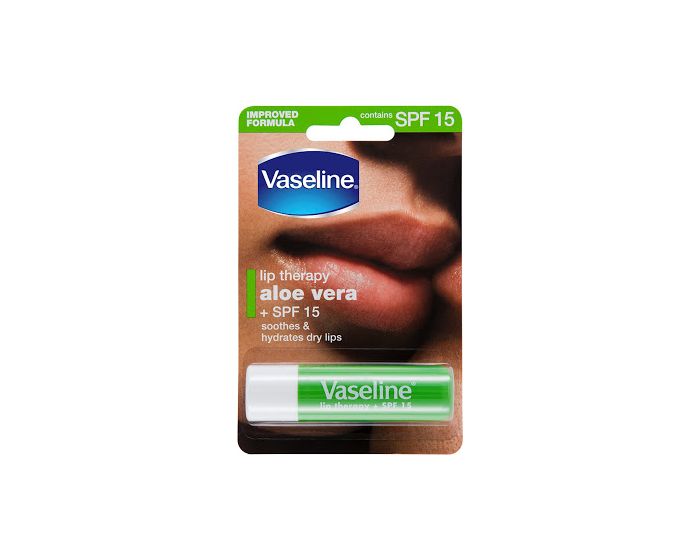 IMPROVED
FORMULA
contains SPF 15
Vaseline®
lip therapy
aloe vera
+ SPF 15
soothes &
hydrates dry lips
Vaseline®
lip therapy + SPF 15